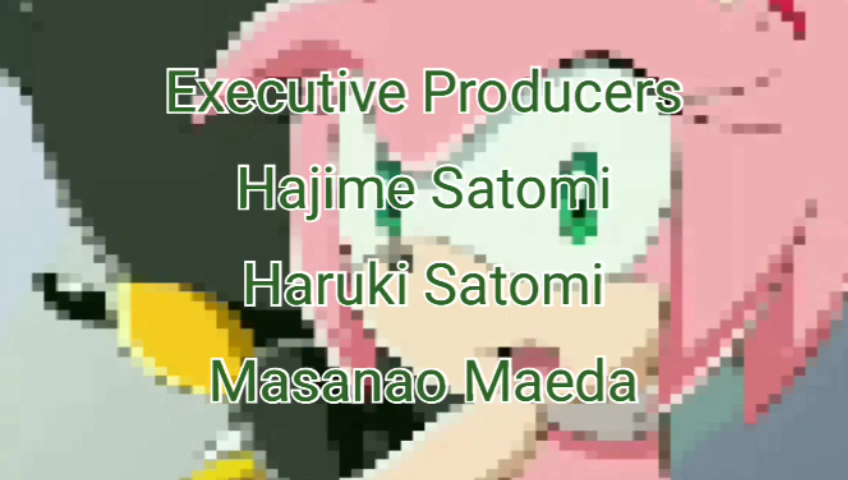 Executive Producers
Hajime Satomi
Haruki Satomi
Masanao Maeda